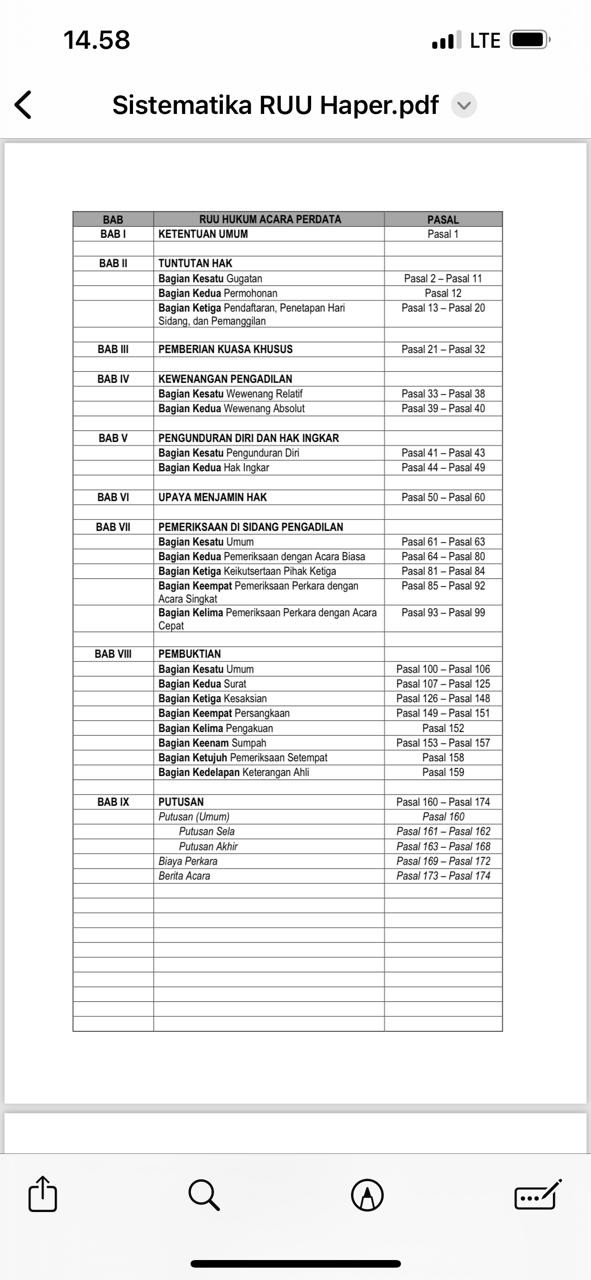 14.58
LTE
Sistematika RUU Haper.pdf
BAB RUU HUKUM ACARA PERDATA PASAL
BAB I KETENTUAN UMUM Pasal 1
BAB II TUNTUTAN HAK
Bagian Kesatu Gugatan Pasal 2 – Pasal 11
Bagian Kedua Permohonan Pasal 12
Bagian Ketiga Pendaftaran, Penetapan Hari Pasal 13 – Pasal 20
Sidang, dan Pemanggilan
BAB III PEMBERIAN KUASA KHUSUS Pasal 21 – Pasal 32
BAB IV KEWENANGAN PENGADILAN
Bagian Kesatu Wewenang Relatif Pasal 33 – Pasal 38
Bagian Kedua Wewenang Absolut Pasal 39 – Pasal 40
BAB V PENGUNDURAN DIRI DAN HAK INGKAR
Bagian Kesatu Pengunduran Diri Pasal 41 – Pasal 43
Bagian Kedua Hak Ingkar Pasal 44 – Pasal 49
BAB VI UPAYA MENJAMIN HAK Pasal 50 – Pasal 60
BAB VII PEMERIKSAAN DI SIDANG PENGADILAN
Bagian Kesatu Umum Pasal 61 – Pasal 63
Bagian Kedua Pemeriksaan dengan Acara Biasa Pasal 64 – Pasal 80
Bagian Ketiga Keikutsertaan Pihak Ketiga Pasal 81 – Pasal 84
Bagian Keempat Pemeriksaan Perkara dengan Pasal 85 – Pasal 92
Acara Singkat
Bagian Kelima Pemeriksaan Perkara dengan Acara Pasal 93 – Pasal 99
Cepat
BAB VIII PEMBUKTIAN
Bagian Kesatu Umum Pasal 100 – Pasal 106
Bagian Kedua Surat Pasal 107 – Pasal 125
Bagian Ketiga Kesaksian Pasal 126 – Pasal 148
Bagian Keempat Persangkaan Pasal 149 – Pasal 151
Bagian Kelima Pengakuan Pasal 152
Bagian Keenam Sumpah Pasal 153 – Pasal 157
Bagian Ketujuh Pemeriksaan Setempat Pasal 158
Bagian Kedelapan Keterangan Ahli Pasal 159
BAB IX PUTUSAN Pasal 160 – Pasal 174
Putusan (Umum) Pasal 160
Putusan Sela Pasal 161 – Pasal 162
Putusan Akhir Pasal 163 – Pasal 168
Biaya Perkara Pasal 169 – Pasal 172
Berita Acara Pasal 173 – Pasal 174